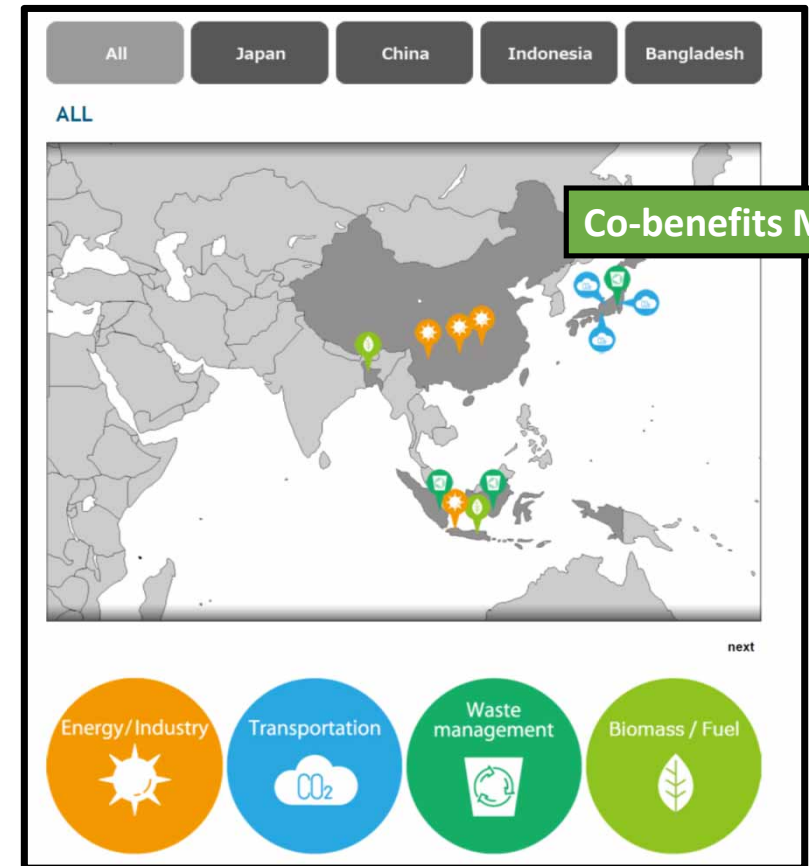 All Japan China Indonesia Bangladesh
ALL
Co-benefits
next
Energy/Industry
Transportation
CO2
Waste
management
Biomass / Fuel